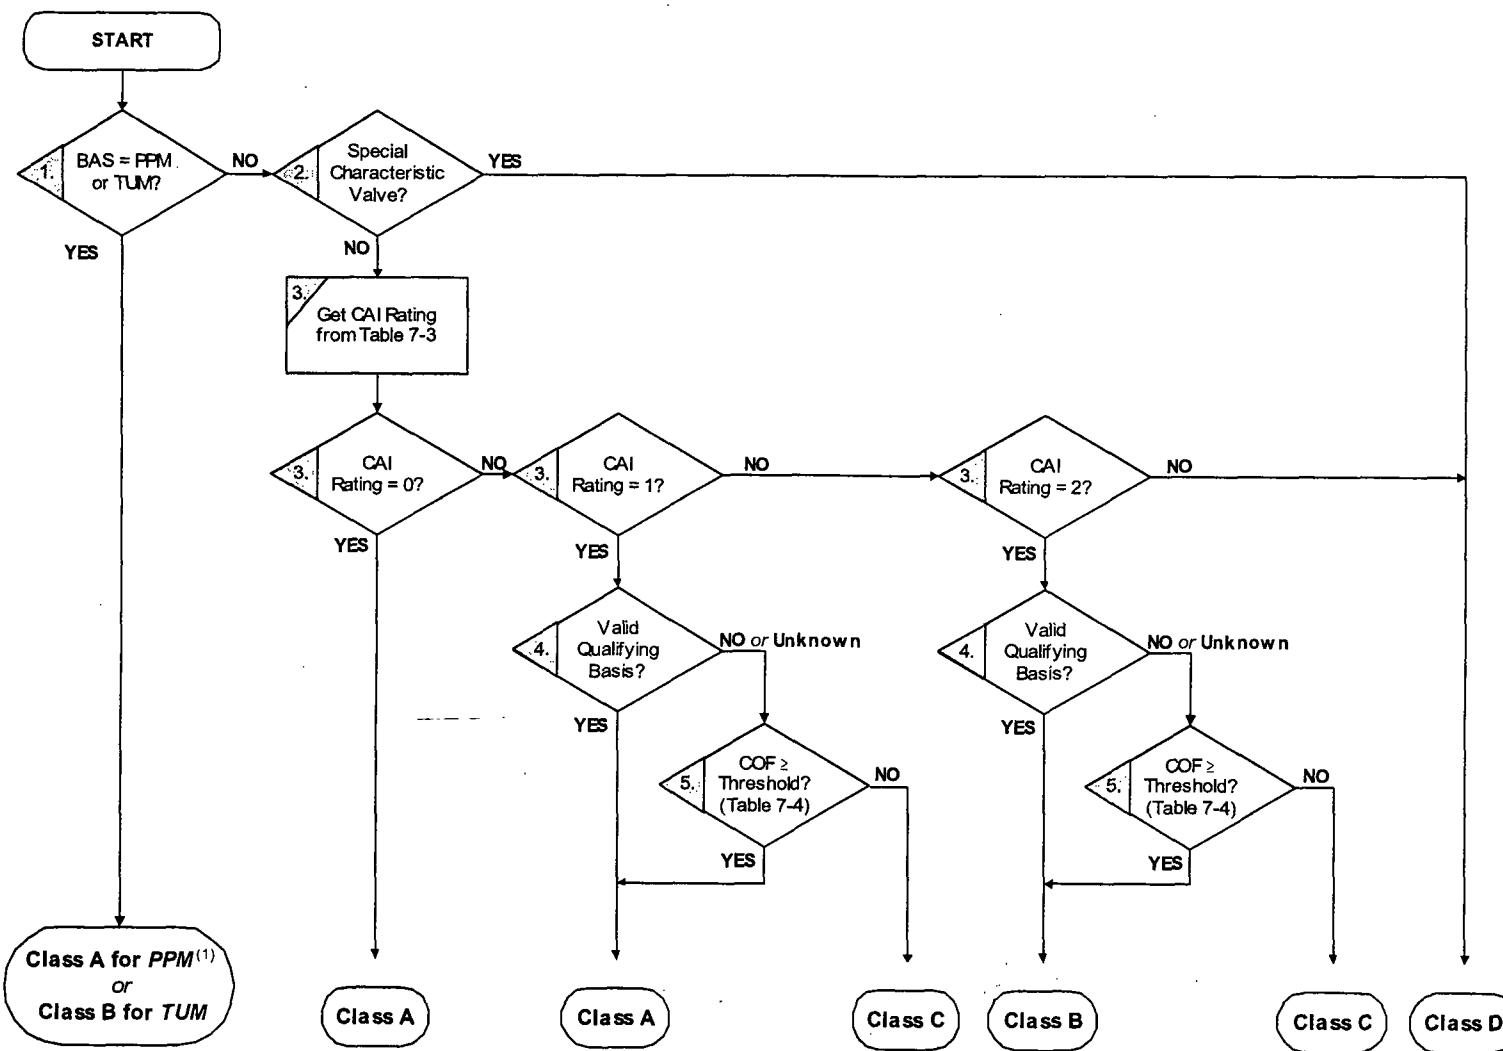 START
1.
BAS = PPM
or TUM?
NO
YES
2.
Special
Characteristic
Valve?
YES
NO
3.
Get CAI Rating
from Table 7-3
3.
CAI
Rating = 0?
NO
YES
3.
CAI
Rating = 1?
NO
YES
3.
CAI
Rating = 2?
NO
YES
4.
Valid
Qualifying
Basis?
NO or Unknown
YES
4.
Valid
Qualifying
Basis?
NO or Unknown
YES
5.
COF ≥
Threshold?
(Table 7-4)
NO
YES
5.
COF ≥
Threshold?
(Table 7-4)
NO
YES
Class A for PPM(1)
or
Class B for TUM
Class A
Class A
Class C
Class B
Class C
Class D